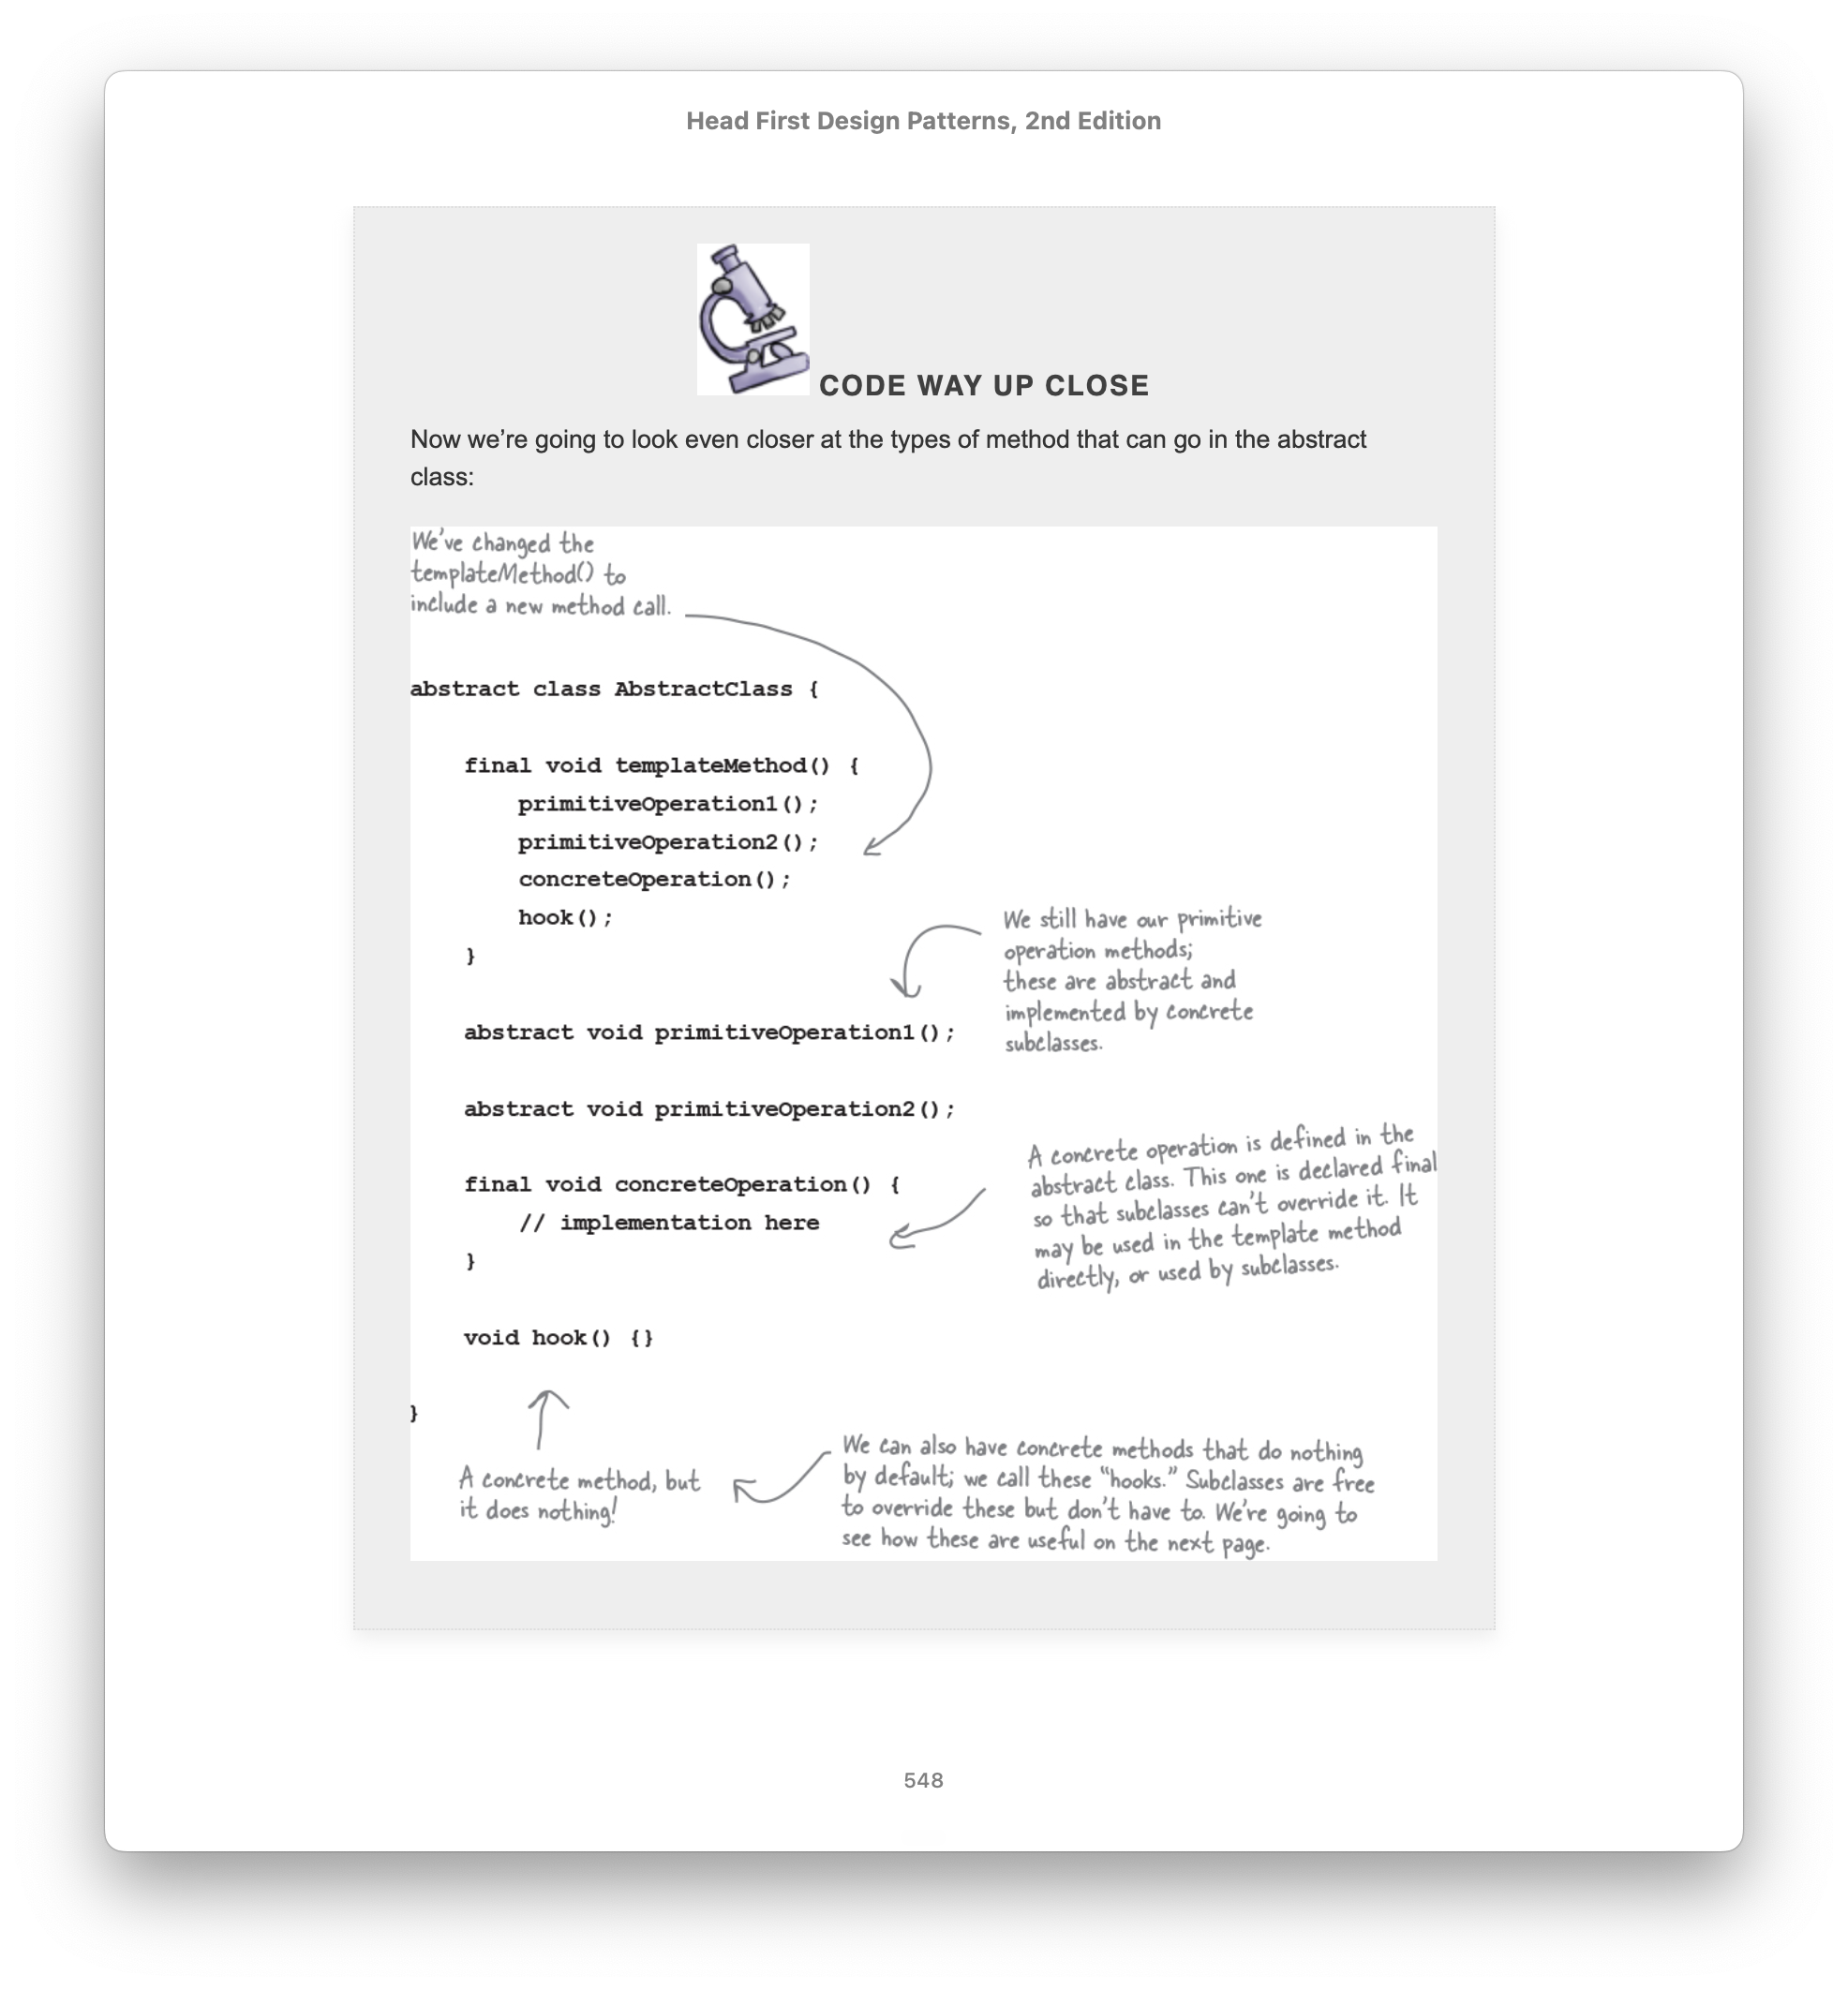 Head First Design Patterns, 2nd Edition
CODE WAY UP CLOSE
Now we’re going to look even closer at the types of method that can go in the abstract
class:
We’ve changed the
templateMethod() to
include a new method call.
abstract class AbstractClass {
final void templateMethod() {
primitiveOperation1();
primitiveOperation2();
concreteOperation();
hook();
}
We still have our primitive
operation methods;
these are abstract and
implemented by concrete
subclasses.
abstract void primitiveOperation1();
abstract void primitiveOperation2();
A concrete operation is defined in the
abstract class. This one is declared final
so that subclasses can’t override it. It
may be used in the template method
directly, or used by subclasses.
final void concreteOperation() {
// implementation here
}
void hook() {}
}
A concrete method, but
it does nothing!
We can also have concrete methods that do nothing
by default; we call these “hooks.” Subclasses are free
to override these but don’t have to. We’re going to
see how these are useful on the next page.
548